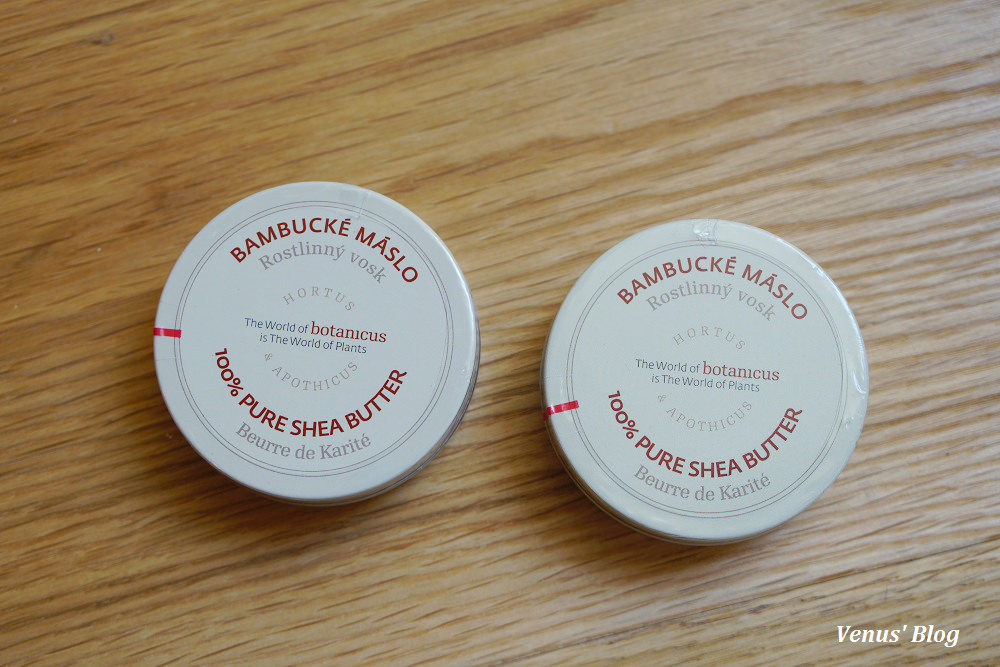 BAMBUCKÉ MÁSLO
Rostlinný vosk
HORTUS
The World of botanıcus
is The World of Plants
& APOTHICUS
100% PURE SHEA BUTTER
Beurre de Karité
BAMBUCKÉ MÁSLO
Rostlinný vosk
HORTUS
The World of botanıcus
is The World of Plants
& APOTHICUS
100% PURE SHEA BUTTER
Beurre de Karité
Venus' Blog